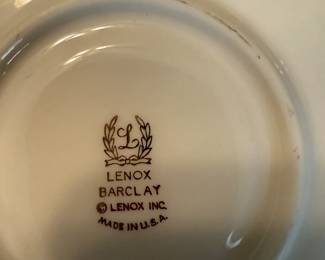 L
LENOX
BARCLAY
© LENOX INC.
MADE IN U.S.A.